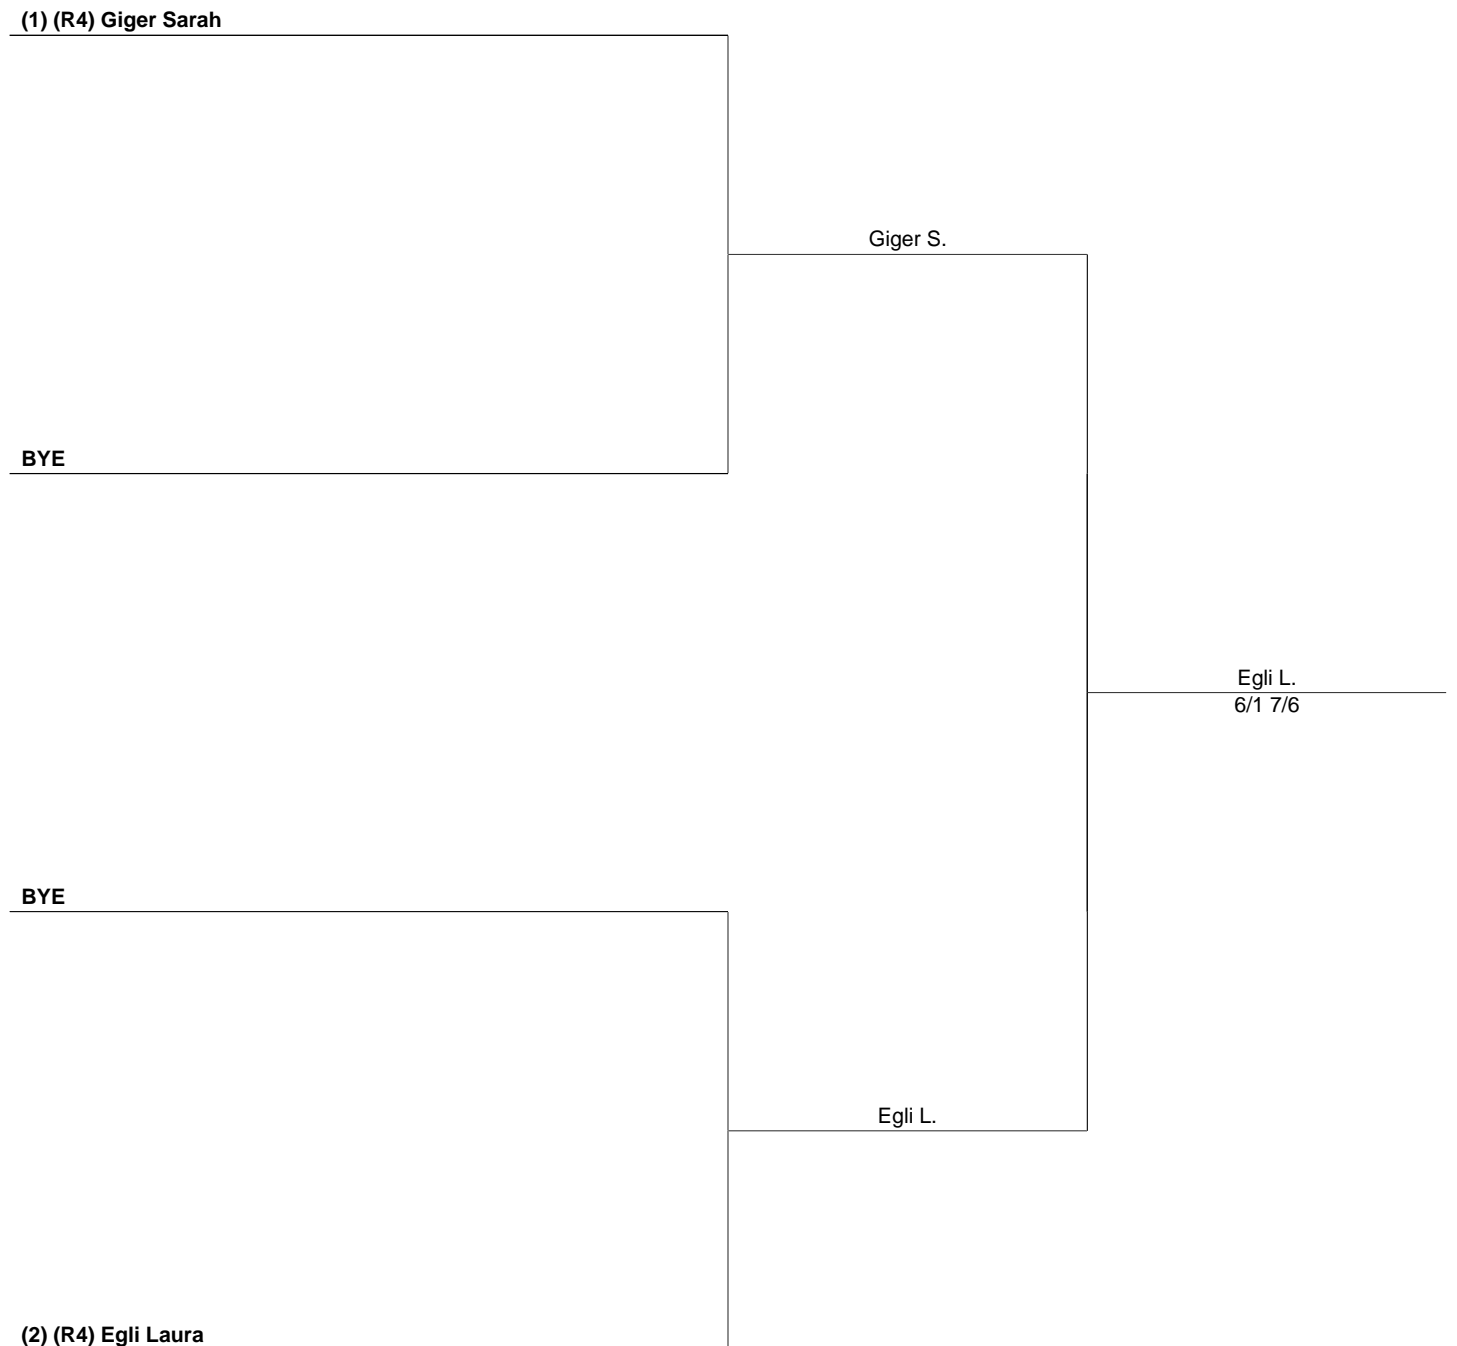 (1) (R4) Giger Sarah
Giger S.
BYE
Egli L.
6/1 7/6
BYE
Egli L.
(2) (R4) Egli Laura